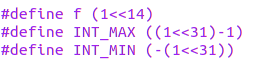 #define f (1<<14)
#define INT_MAX ((1<<31)-1)
#define INT_MIN (-(1<<31))